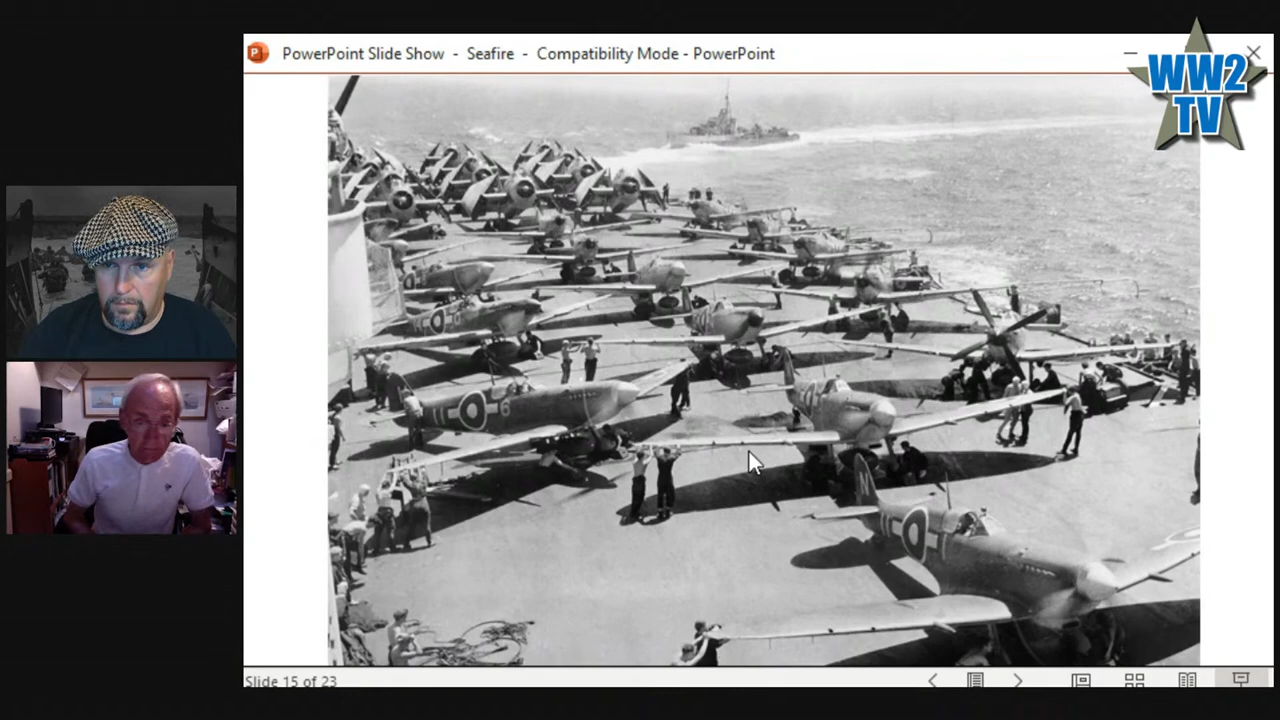 PowerPoint Slide Show - Seafire - Compatibility Mode - PowerPoint
WW2
TV
Slide 15 of 23